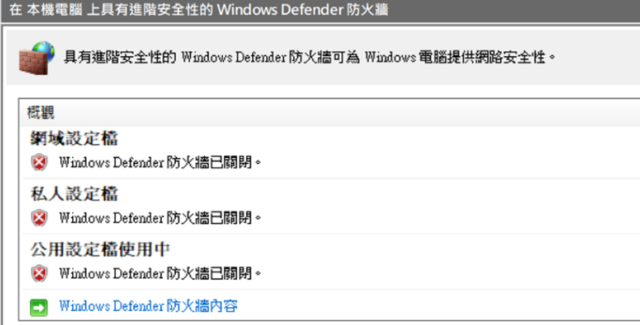 在 本機電腦 上具有進階安全性的 Windows Defender 防火牆
具有進階安全性的 Windows Defender 防火牆可為 Windows 電腦提供網路安全性。
概觀
網域設定檔
Windows Defender 防火牆已關閉。
私人設定檔
Windows Defender 防火牆已關閉。
公用設定檔使用中
Windows Defender 防火牆已關閉。
Windows Defender 防火牆內容